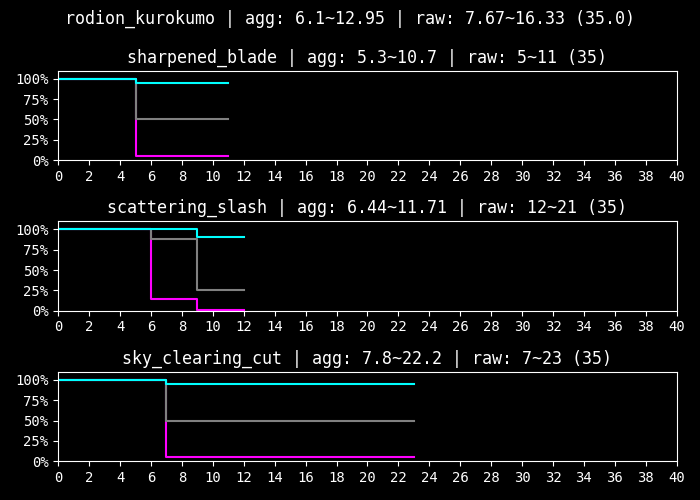 rodion_kurokumo | agg: 6.1~12.95 | raw: 7.67~16.33 (35.0)
sharpened_blade | agg: 5.3~10.7 | raw: 5~11 (35)
100%
75%
50%
25%
0%
0 2 4 6 8 10 12 14 16 18 20 22 24 26 28 30 32 34 36 38 40
scattering_slash | agg: 6.44~11.71 | raw: 12~21 (35)
100%
75%
50%
25%
0%
0 2 4 6 8 10 12 14 16 18 20 22 24 26 28 30 32 34 36 38 40
sky_clearing_cut | agg: 7.8~22.2 | raw: 7~23 (35)
100%
75%
50%
25%
0%
0 2 4 6 8 10 12 14 16 18 20 22 24 26 28 30 32 34 36 38 40